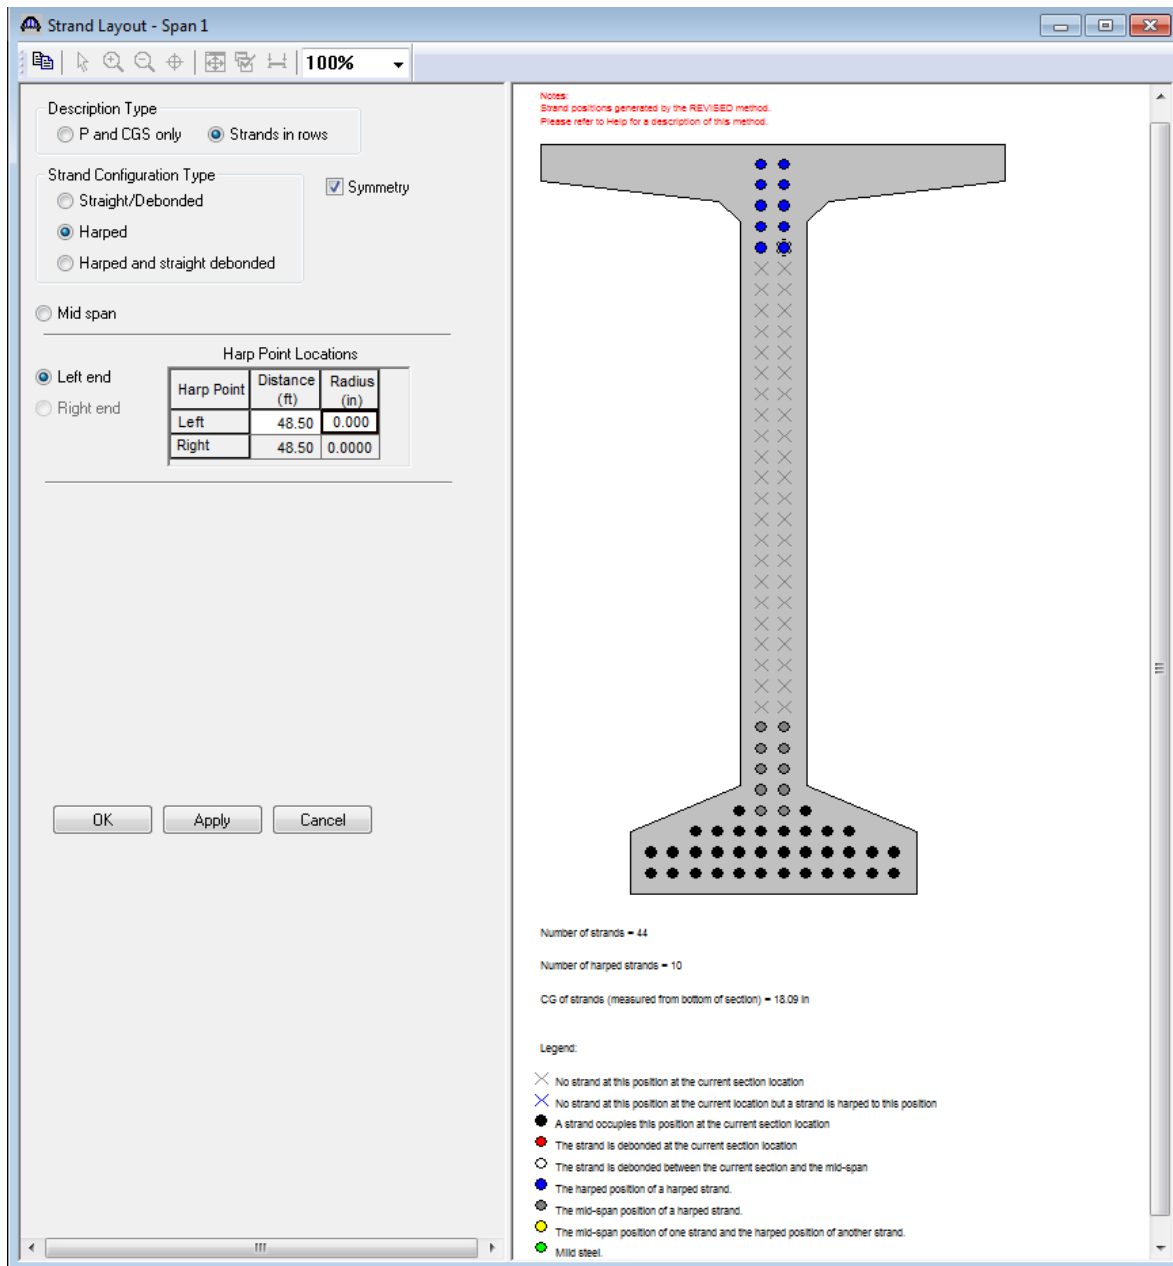 Strand Layout - Span 1
100%
Description Type
P and CGS only
Strands in rows
Strand Configuration Type
Straight/Debonded
Harped
Harped and straight debonded
Symmetry
Mid span
Left end
Right end
Harp Point Locations
Harp Point Distance (ft) Radius (in)
Left 48.50 0.000
Right 48.50 0.0000
OK
Apply
Cancel
Notes:
Strand positions generated by the REVISED method.
Please refer to Help for a description of this method.
Number of strands = 44
Number of harped strands = 10
CG of strands (measured from bottom of section) = 18.09 in
Legend:
No strand at this position at the current section location
No strand at this position at the current location but a strand is harped to this position
A strand occupies this position at the current section location
The strand is debonded at the current section location
The strand is debonded between the current section and the mid-span
The harped position of a harped strand.
The mid-span position of a harped strand.
The mid-span position of one strand and the harped position of another strand.
Mild steel.